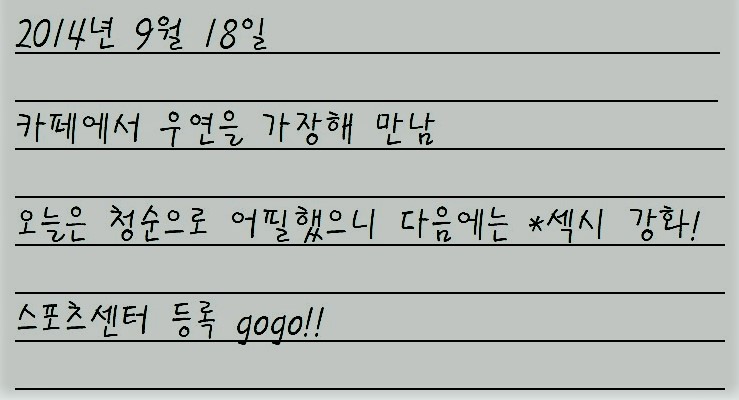 2014년 9월 18일
카페에서 우연을 가장해 만남
오늘은 청순으로 어필했으니 다음에는 *섹시 강화!
스포츠센터 등록 gogo!!